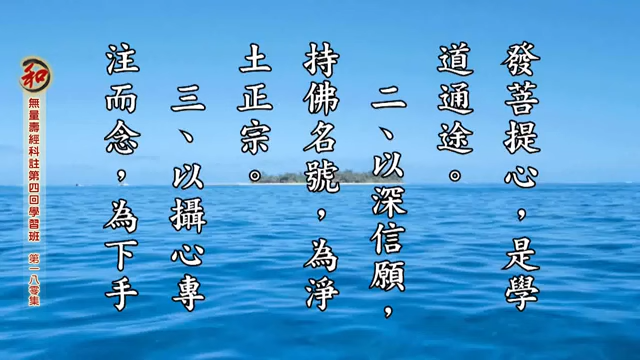 發菩提心，是學
道通途。
二、以深信願，
持佛名號，為淨
土正宗。
三、以攝心專
注而念，為下手
和
無量壽經科註第四回學習班 第一八零集